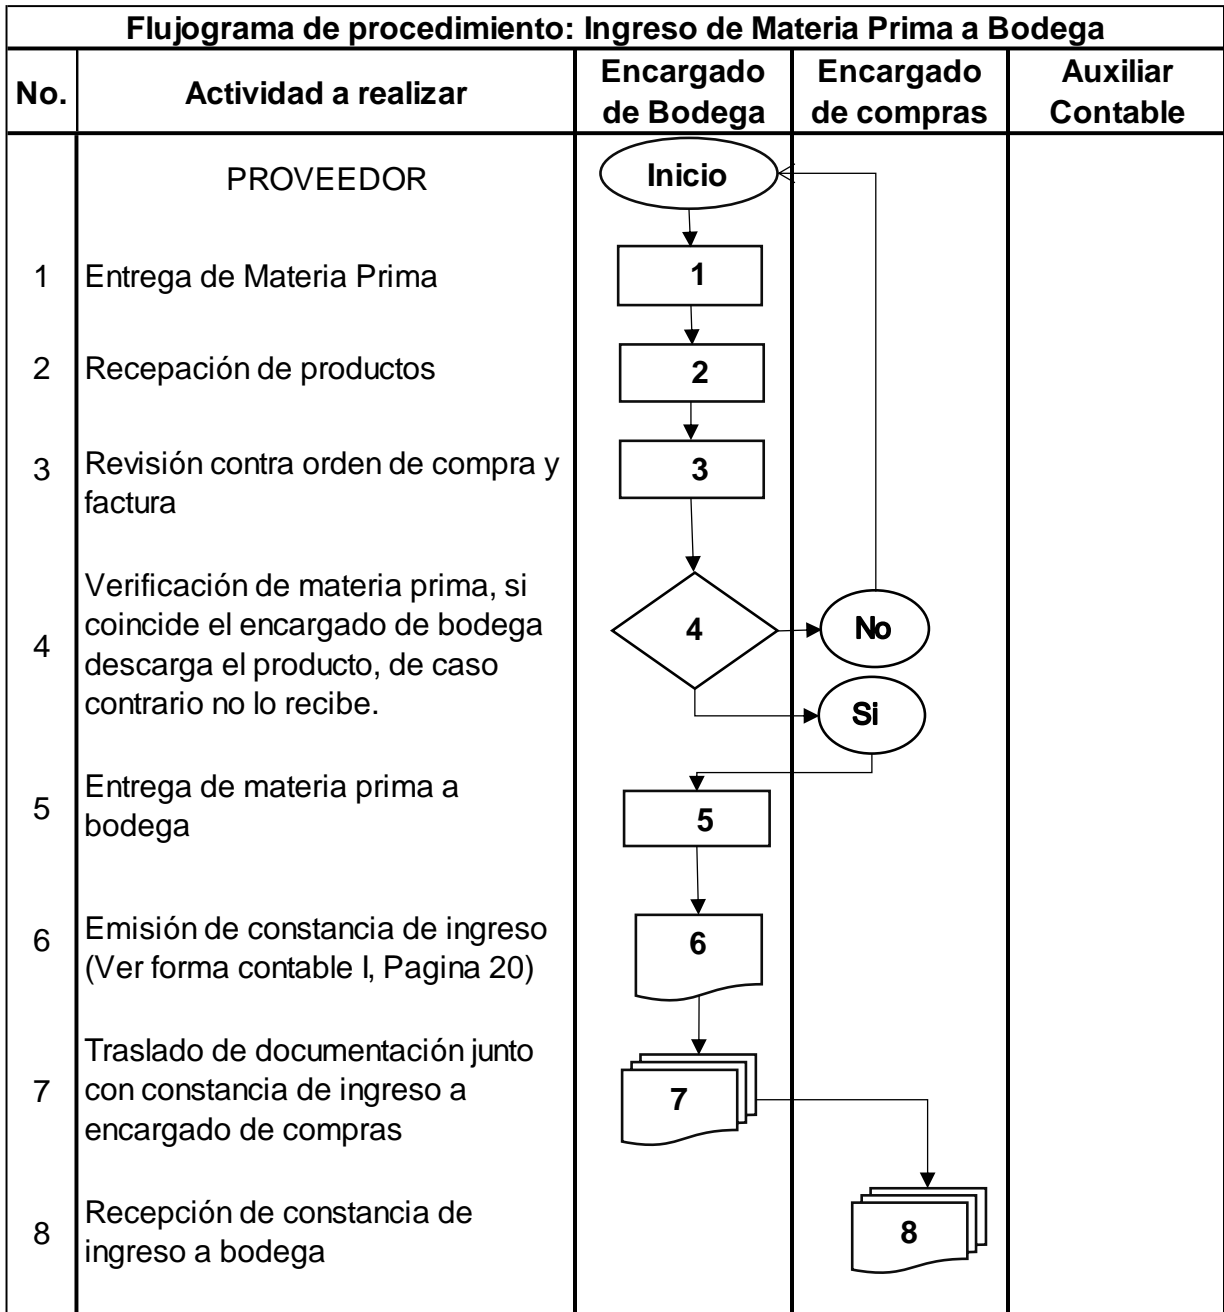 Flujograma de procedimiento: Ingreso de Materia Prima a Bodega
No.
Actividad a realizar
Encargado
de Bodega
Encargado
de compras
Auxiliar
Contable
PROVEEDOR
Inicio
1
Entrega de Materia Prima
1
2
Recepación de productos
2
3
Revisión contra orden de compra y
factura
3
4
Verificación de materia prima, si
coincide el encargado de bodega
descarga el producto, de caso
contrario no lo recibe.
4
No
Si
5
Entrega de materia prima a
bodega
5
6
Emisión de constancia de ingreso
(Ver forma contable I, Pagina 20)
6
7
Traslado de documentación junto
con constancia de ingreso a
encargado de compras
7
8
Recepción de constancia de
ingreso a bodega
8